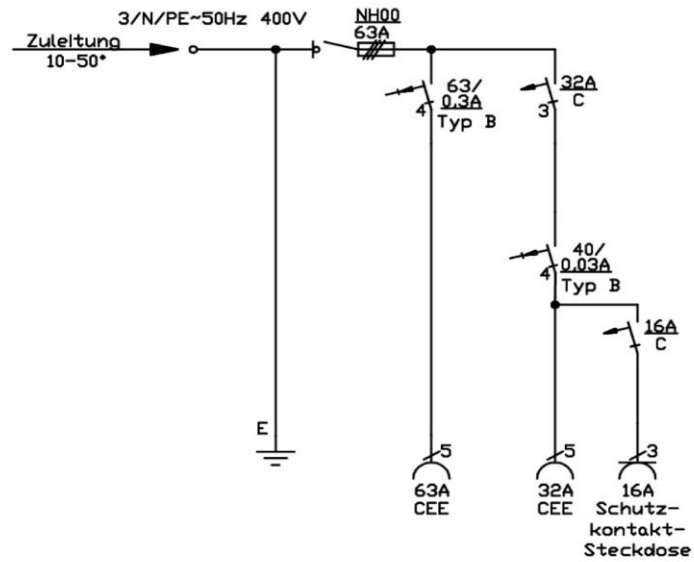 3/N/PE~50Hz 400V
NH00
63A
Zuleitung
10-50*
63/
0.3A
4
Typ B
32A
C
3
40/
0.03A
4
Typ B
16A
C
E
5
5
3
63A
CEE
32A
CEE
16A
Schutz-
kontakt-
Steckdose